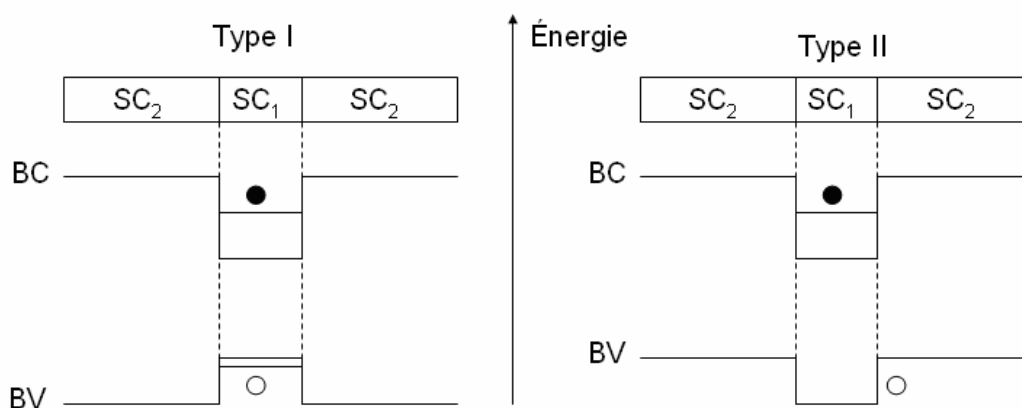 Type I
Énergie
Type II
SC₂ SC₁ SC₂
SC₂ SC₁ SC₂
BC
BC
BV
BV